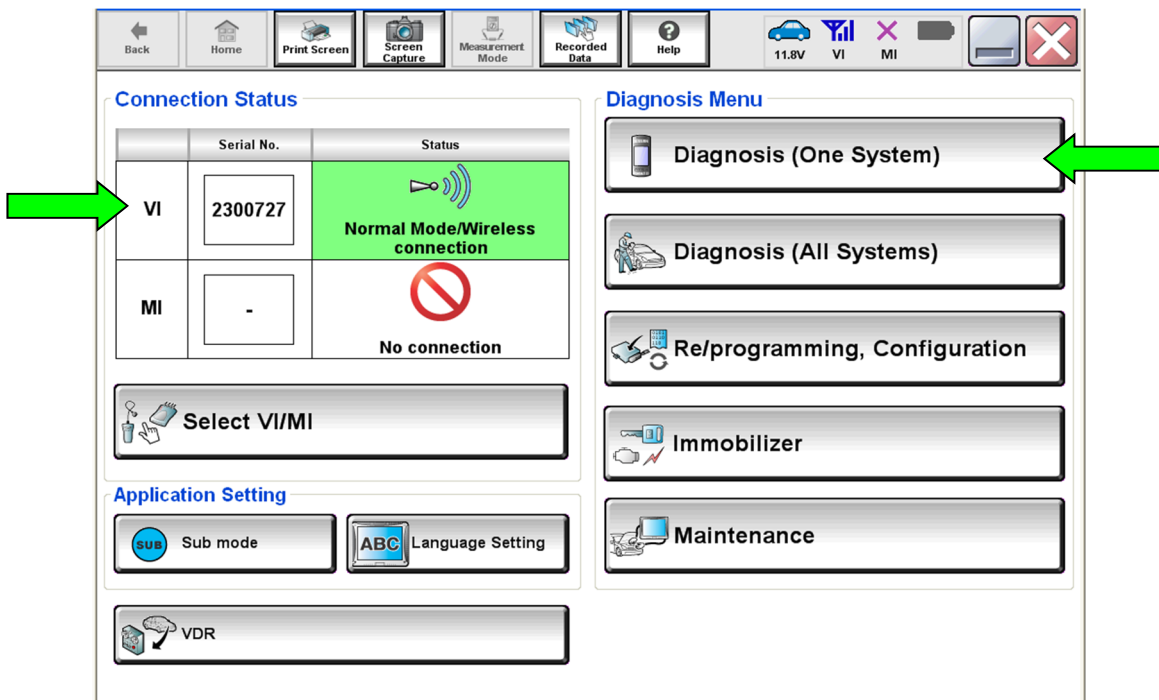 Back
Home
Print Screen
Screen
Capture
Measurement
Mode
Recorded
Data
Help
11.8V
VI
MI
Connection Status
Serial No.
Status
VI
2300727
Normal Mode/Wireless
connection
MI
-
No connection
Select VI/MI
Application Setting
SUB
Sub mode
ABC
Language Setting
VDR
Diagnosis Menu
Diagnosis (One System)
Diagnosis (All Systems)
Re/programming, Configuration
Immobilizer
Maintenance